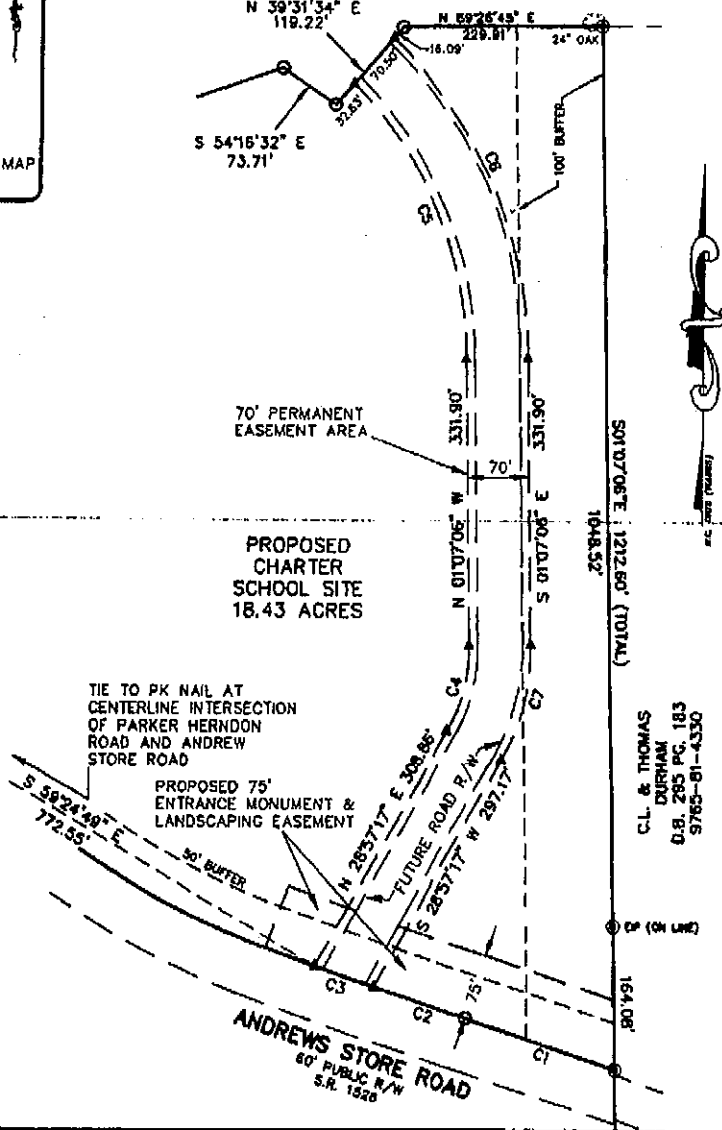 N 39°31'34" E
119.22'
N 89°26'45" E
229.91'
24" OAK
16.09'
70.50'
32.63'
S 54°16'32" E
73.71'
MAP
100' BUFFER
C6
C5
70' PERMANENT
EASEMENT AREA
331.90'
331.90'
70'
N 01°07'06" W
S 01°07'06" E
S01°07'06"E 1212.60' (TOTAL)
1048.52'
PROPOSED
CHARTER
SCHOOL SITE
18.43 ACRES
C4
C7
TIE TO PK NAIL AT
CENTERLINE INTERSECTION
OF PARKER HERNDON
ROAD AND ANDREW
STORE ROAD
C.L. & THOMAS
DURHAM
D.B. 295 PG. 183
9765-81-4330
PROPOSED 75'
ENTRANCE MONUMENT &
LANDSCAPING EASEMENT
S 59°24'49" E
772.55'
50' BUFFER
N 28°57'17" E 308.86'
FUTURE ROAD R/W
S 28°57'17" W 297.17'
(ON LINE)
164.08'
C3
C2
75'
C1
ANDREWS STORE ROAD
60' PUBLIC R/W
S.R. 1528